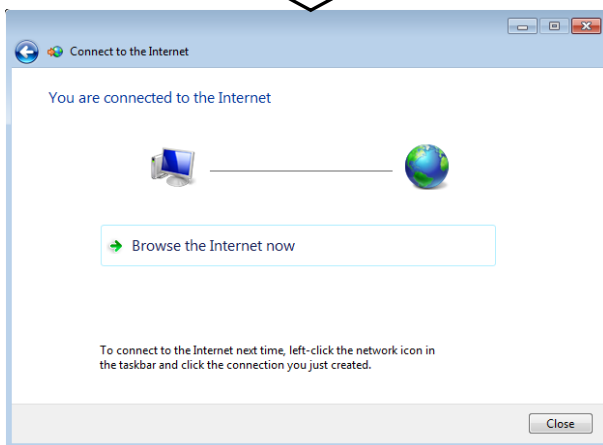 Connect to the Internet
You are connected to the Internet
Browse the Internet now
To connect to the Internet next time, left-click the network icon in
the taskbar and click the connection you just created.
Close